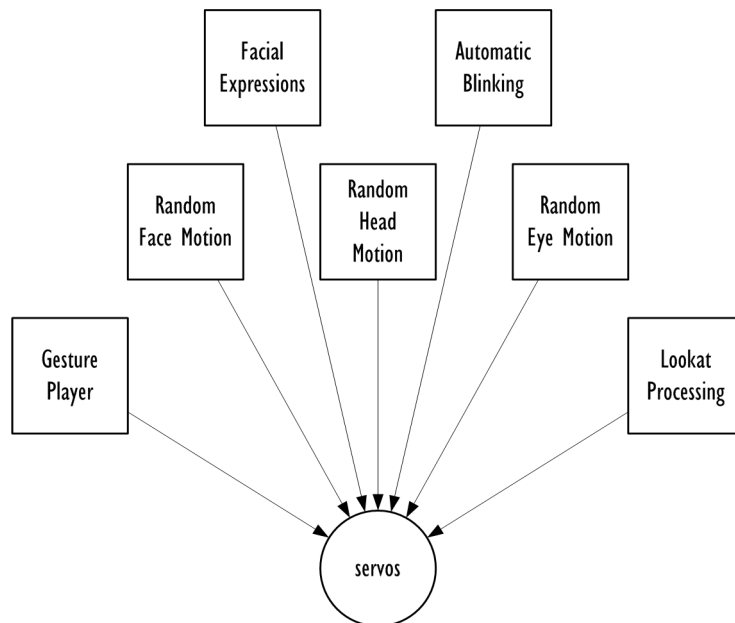 Facial
Expressions
Automatic
Blinking
Random
Face Motion
Random
Head
Motion
Random
Eye Motion
Gesture
Player
Lookat
Processing
servos